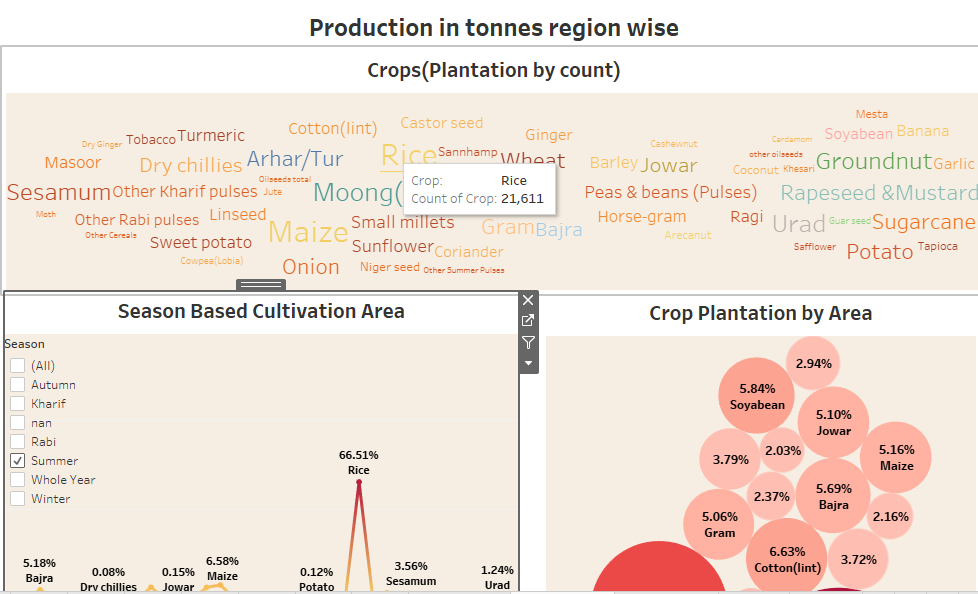 Production in tonnes region wise
Crops(Plantation by count)
Mesta
Castor seed
Cotton(lint)
Soyabean
Banana
Tobacco
Turmeric
Ginger
Dry Ginger
Cashewnut
Cardamom
Rice
Sannhamp
Wheat
other oilseeds
Masoor
Dry chillies
Arhar/Tur
Barley
Jowar
Coconut
Khesari
Groundnut
Garlic
Oilseeds total
Crop: Rice
Count of Crop: 21,611
Sesamum
Other Kharif pulses
Jute
Moong(
Peas & beans (Pulses)
Rapeseed &Mustard
Moth
Other Rabi pulses
Linseed
Small millets
Horse-gram
Ragi
Urad
Guar seed
Sugarcane
Other Cereals
Maize
Gram
Bajra
Arecanut
Sweet potato
Sunflower
Coriander
Safflower
Potato
Tapioca
Cowpea(Lobia)
Onion
Niger seed
Other Summer Pulses
Season Based Cultivation Area
Season
(All)
Autumn
Kharif
nan
Rabi
Summer
Whole Year
Winter
66.51%
Rice
5.18%
Bajra
0.08%
Dry chillies
0.15%
Jowar
6.58%
Maize
0.12%
Potato
3.56%
Sesamum
1.24%
Urad
Crop Plantation by Area
2.94%
5.84%
Soyabean
5.10%
Jowar
5.16%
Maize
3.79%
2.03%
2.37%
5.69%
Bajra
2.16%
5.06%
Gram
6.63%
Cotton(lint)
3.72%